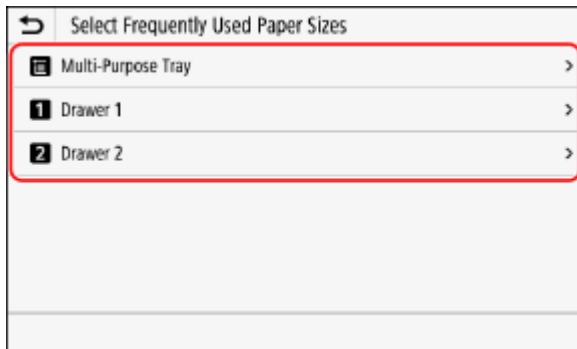 Select Frequently Used Paper Sizes
Multi-Purpose Tray
1 Drawer 1
2 Drawer 2